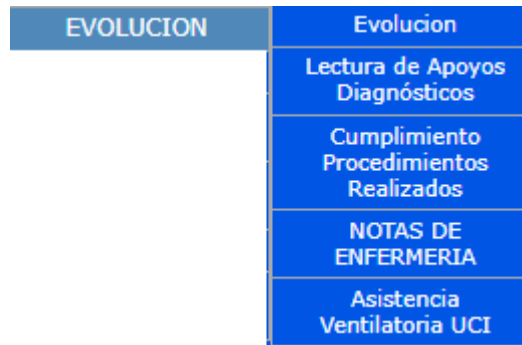 EVOLUCION
Evolucion
Lectura de Apoyos
Diagnósticos
Cumplimiento
Procedimientos
Realizados
NOTAS DE
ENFERMERIA
Asistencia
Ventilatoria UCI